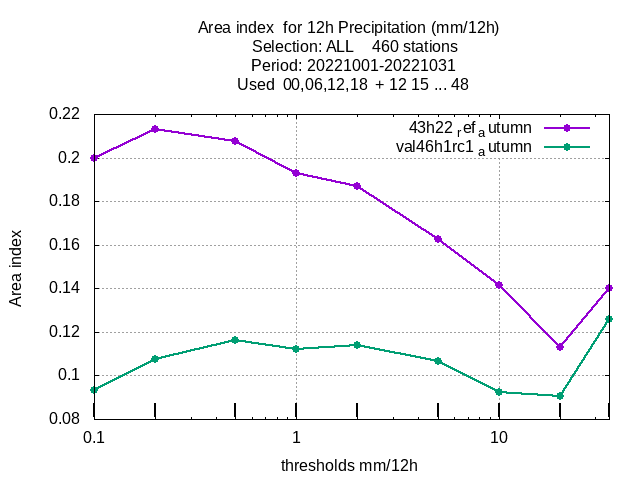 Area index  for 12h Precipitation (mm/12h)
Selection: ALL    460 stations
Period: 20221001-20221031
Used  00,06,12,18  + 12 15 ... 48
43h22 ref autumn
val46h1rc1 autumn
0.22
0.2
0.18
0.16
0.14
0.12
0.1
0.08
Area index
0.1
1
10
thresholds mm/12h